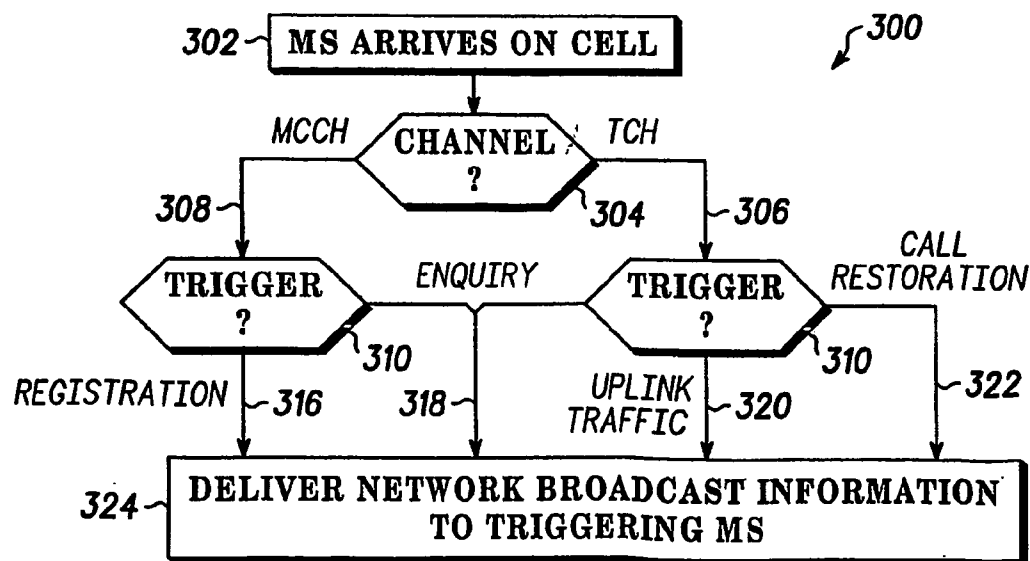 302 MS ARRIVES ON CELL 300
MCCH CHANNEL TCH
?
308 304 306
TRIGGER ENQUIRY TRIGGER CALL
RESTORATION
? ?
310 310
REGISTRATION 316 318 UPLINK
TRAFFIC 320 322
324 DELIVER NETWORK BROADCAST INFORMATION
TO TRIGGERING MS